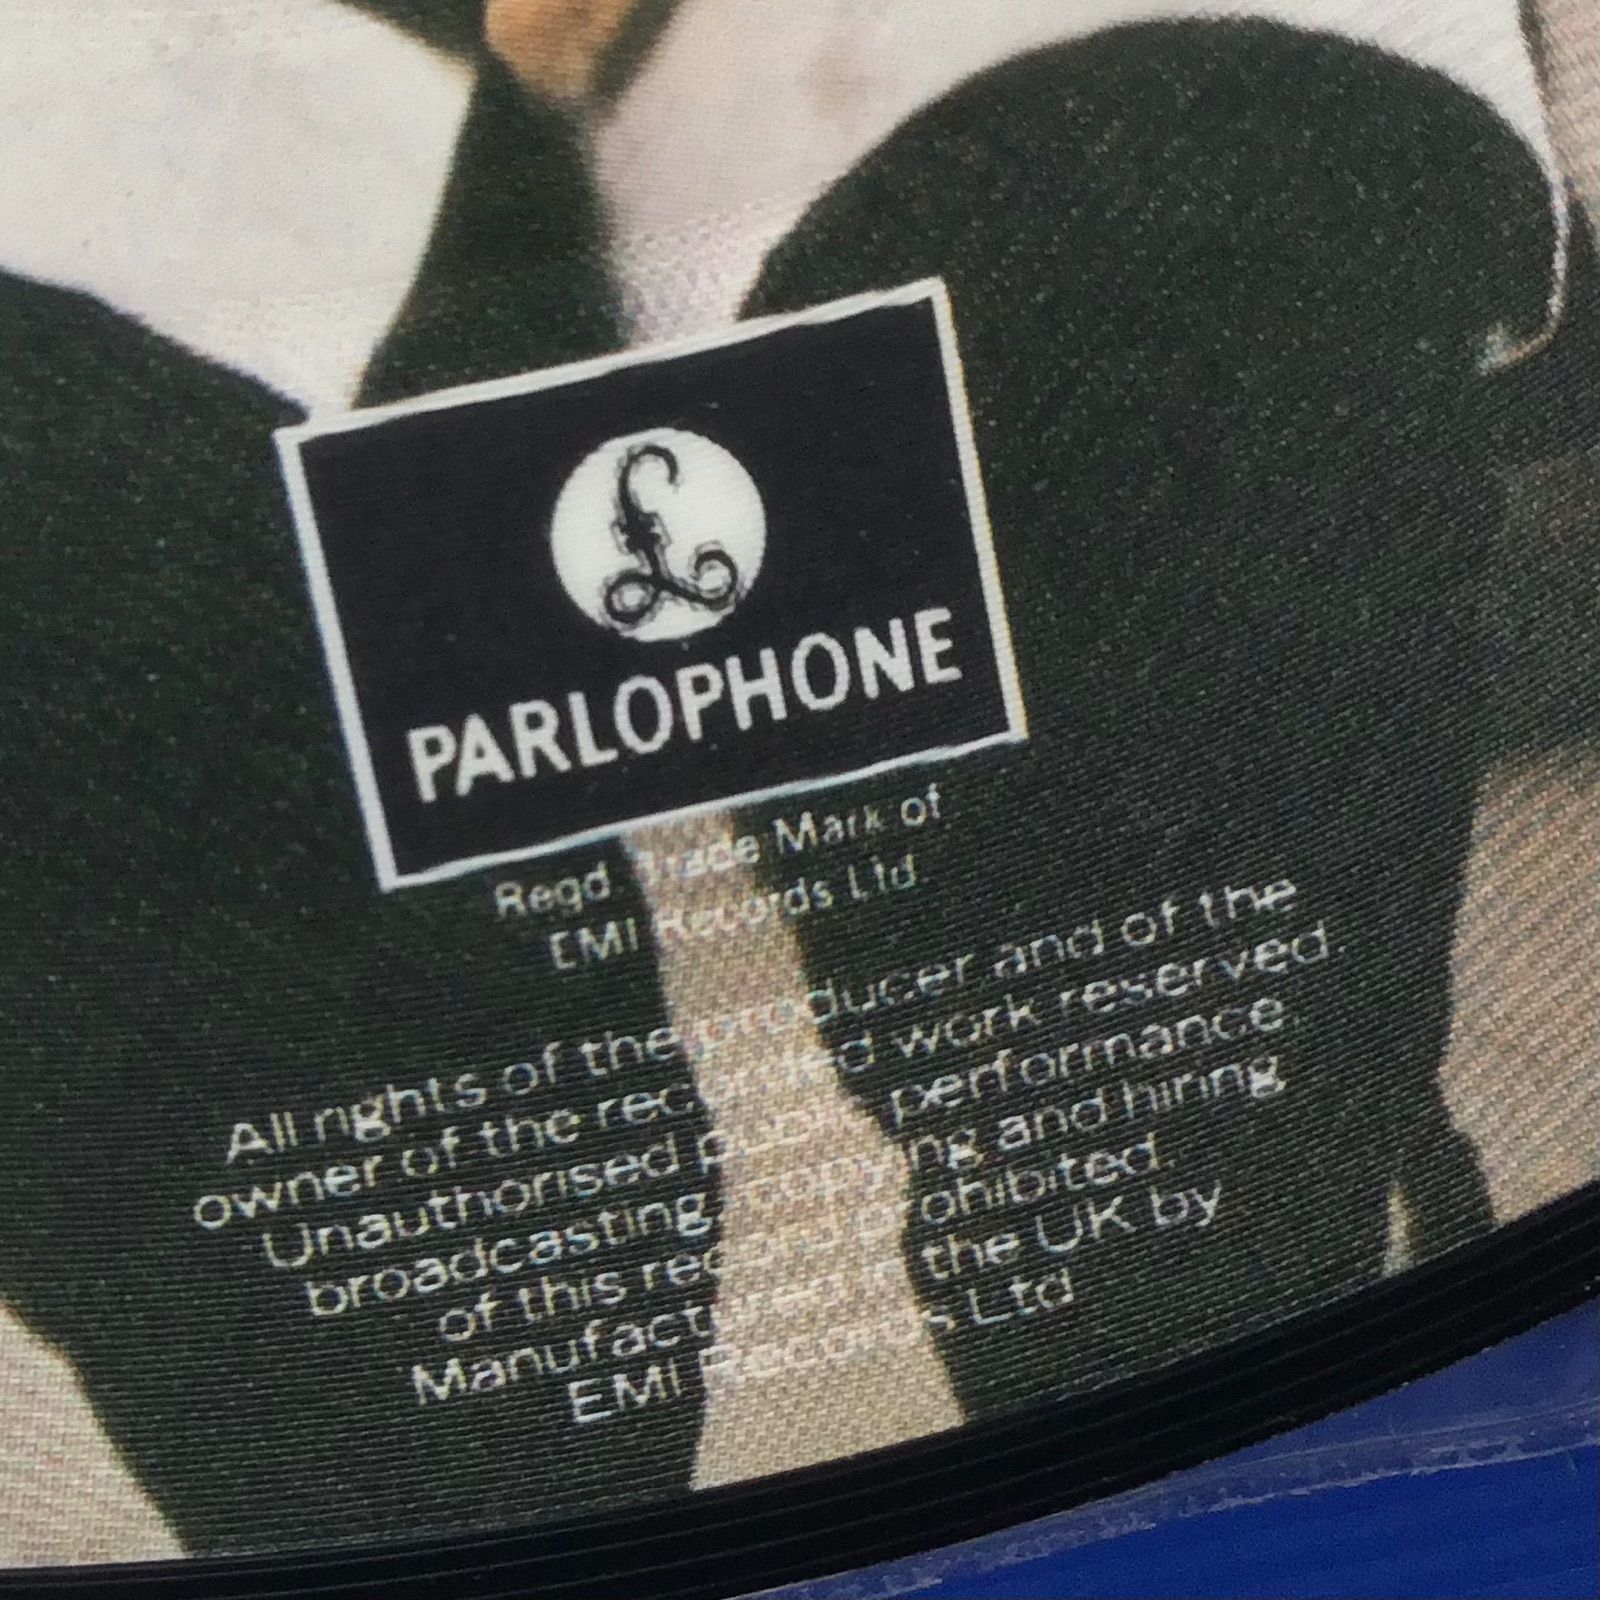 £
PARLOPHONE
Regd. Trade Mark of
EMI Records Ltd.
All rights of the producer and of the
owner of the recorded work reserved.
Unauthorised public performance,
broadcasting, copying and hiring
of this record prohibited.
Manufactured in the UK by
EMI Records Ltd